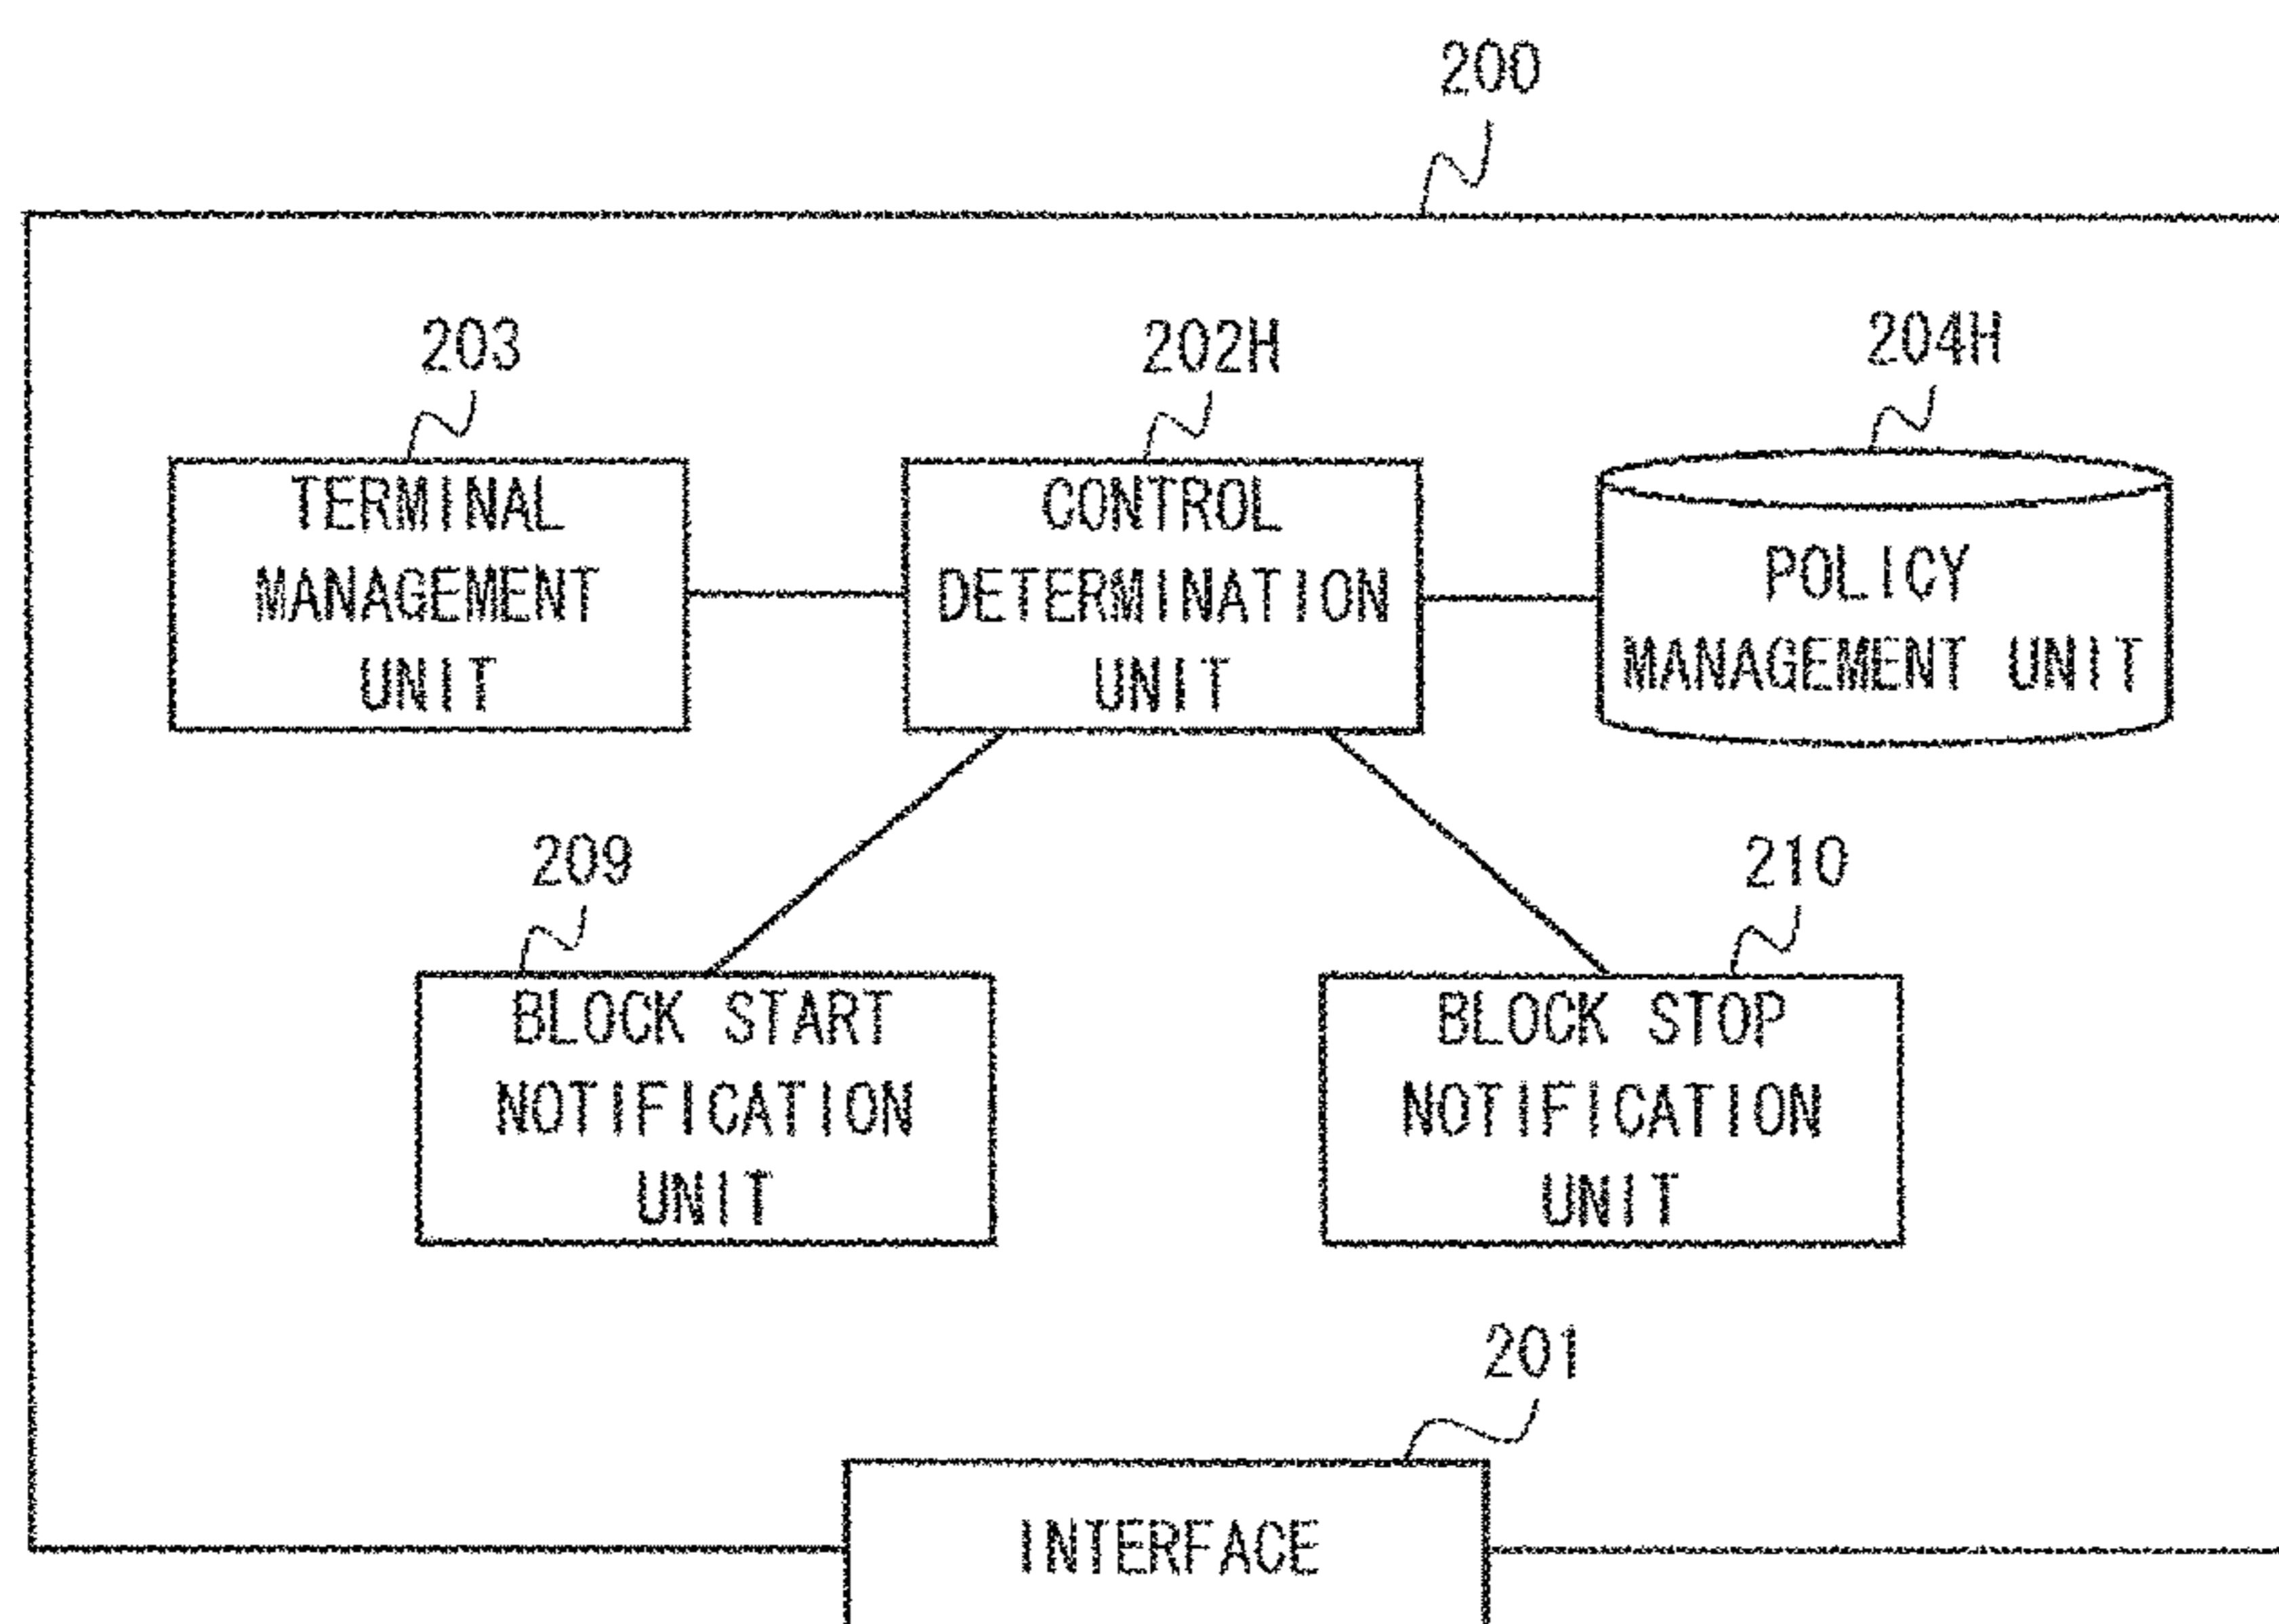 200
203
202H
204H
TERMINAL
MANAGEMENT
UNIT
CONTROL
DETERMINATION
UNIT
POLICY
MANAGEMENT UNIT
209
210
BLOCK START
NOTIFICATION
UNIT
BLOCK STOP
NOTIFICATION
UNIT
201
INTERFACE